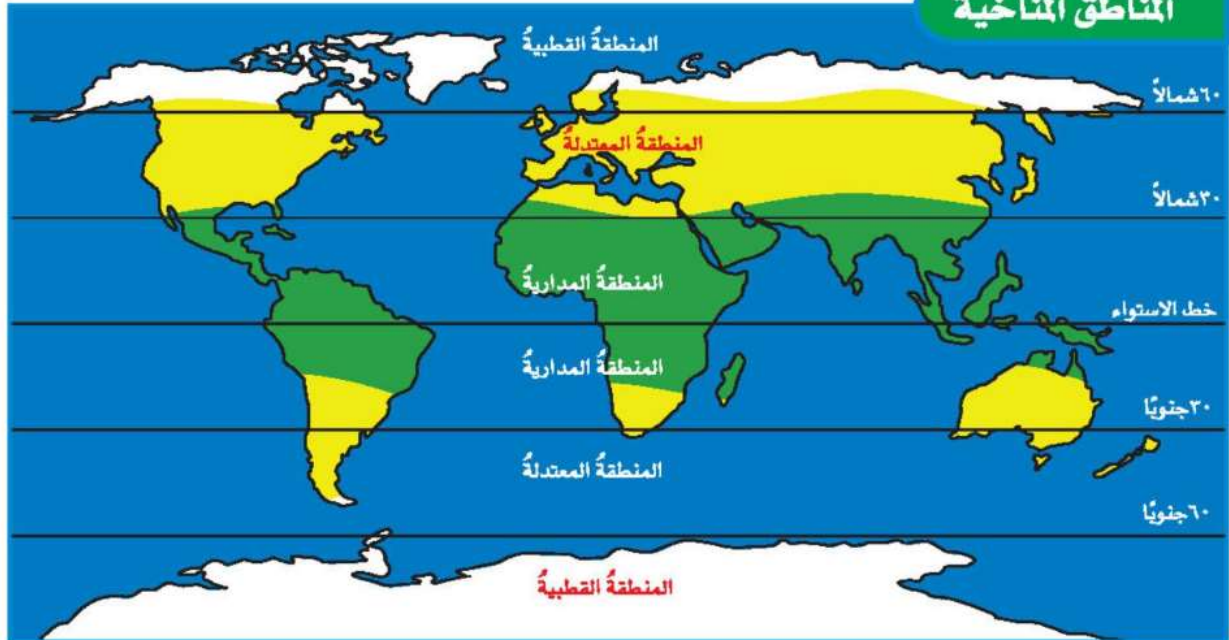 المناطق المناخية
المنطقةُ القطبيةُ
٦٠ شمالاً
المنطقةُ المعتدلةُ
٣٠ شمالاً
المنطقةُ المداريةُ
خط الاستواء
المنطقةُ المداريةُ
٣٠ جنوبًا
المنطقةُ المعتدلةُ
٦٠ جنوبًا
المنطقةُ القطبيةُ